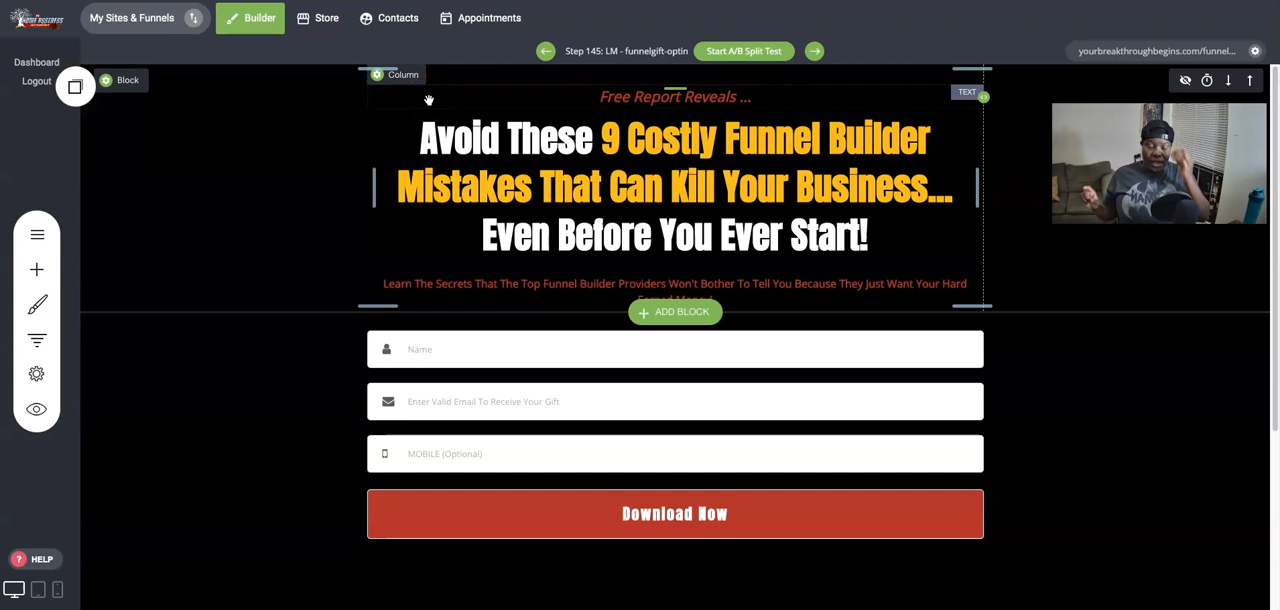 My Sites & Funnels
Builder
Store
Contacts
Appointments
Dashboard
Logout
Step 145: LM - funnelgift-optin
Start A/B Split Test
yourbreakthroughbegins.com/funnel...
Block
Column
TEXT
Free Report Reveals ...
Avoid These 9 Costly Funnel Builder
Mistakes That Can Kill Your Business...
Even Before You Ever Start!
Learn The Secrets That The Top Funnel Builder Providers Won't Bother To Tell You Because They Just Want Your Hard
ADD BLOCK
Name
Enter Valid Email To Receive Your Gift
MOBILE (Optional)
Download Now
? HELP